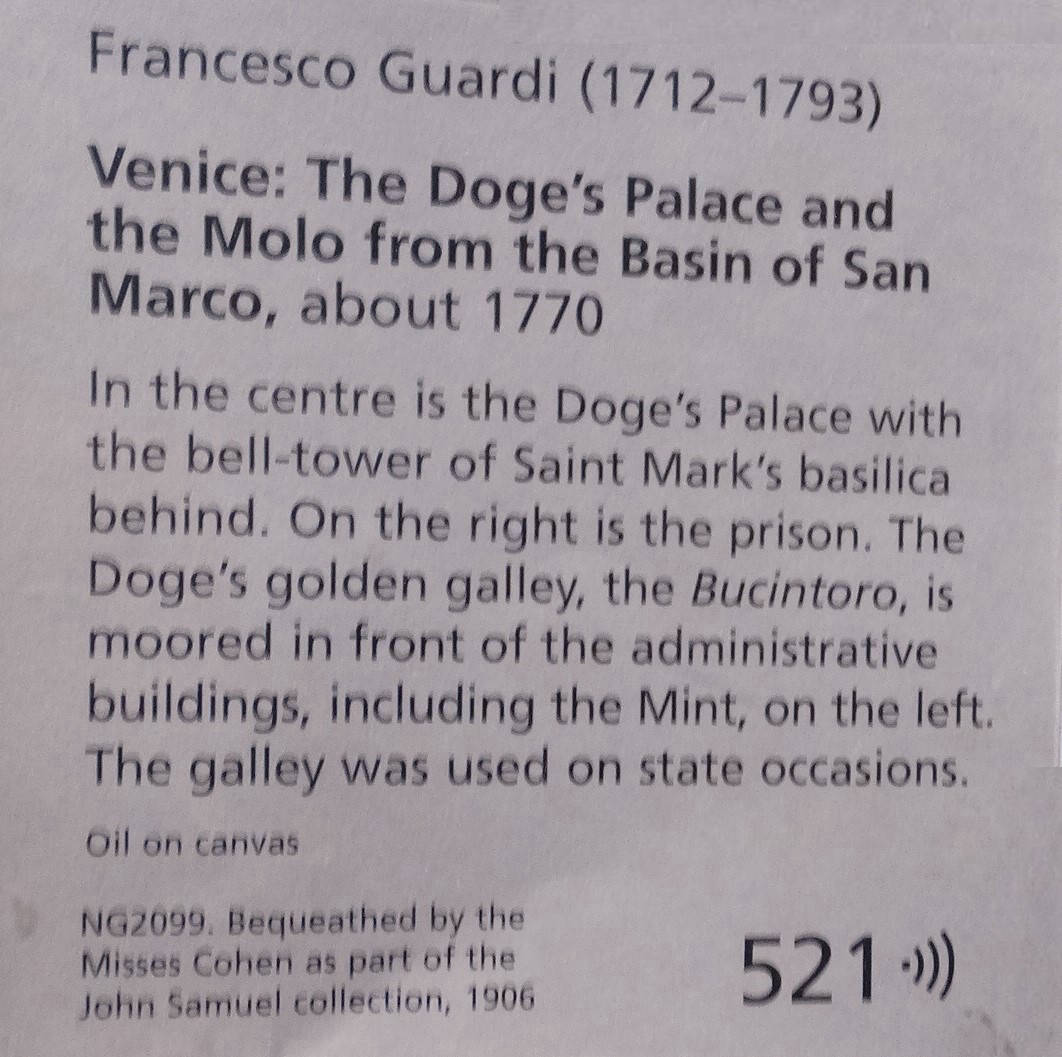 Francesco Guardi (1712–1793)
Venice: The Doge’s Palace and
the Molo from the Basin of San
Marco, about 1770
In the centre is the Doge’s Palace with
the bell-tower of Saint Mark’s basilica
behind. On the right is the prison. The
Doge’s golden galley, the Bucintoro, is
moored in front of the administrative
buildings, including the Mint, on the left.
The galley was used on state occasions.
Oil on canvas
NG2099. Bequeathed by the
Misses Cohen as part of the
John Samuel collection, 1906
521